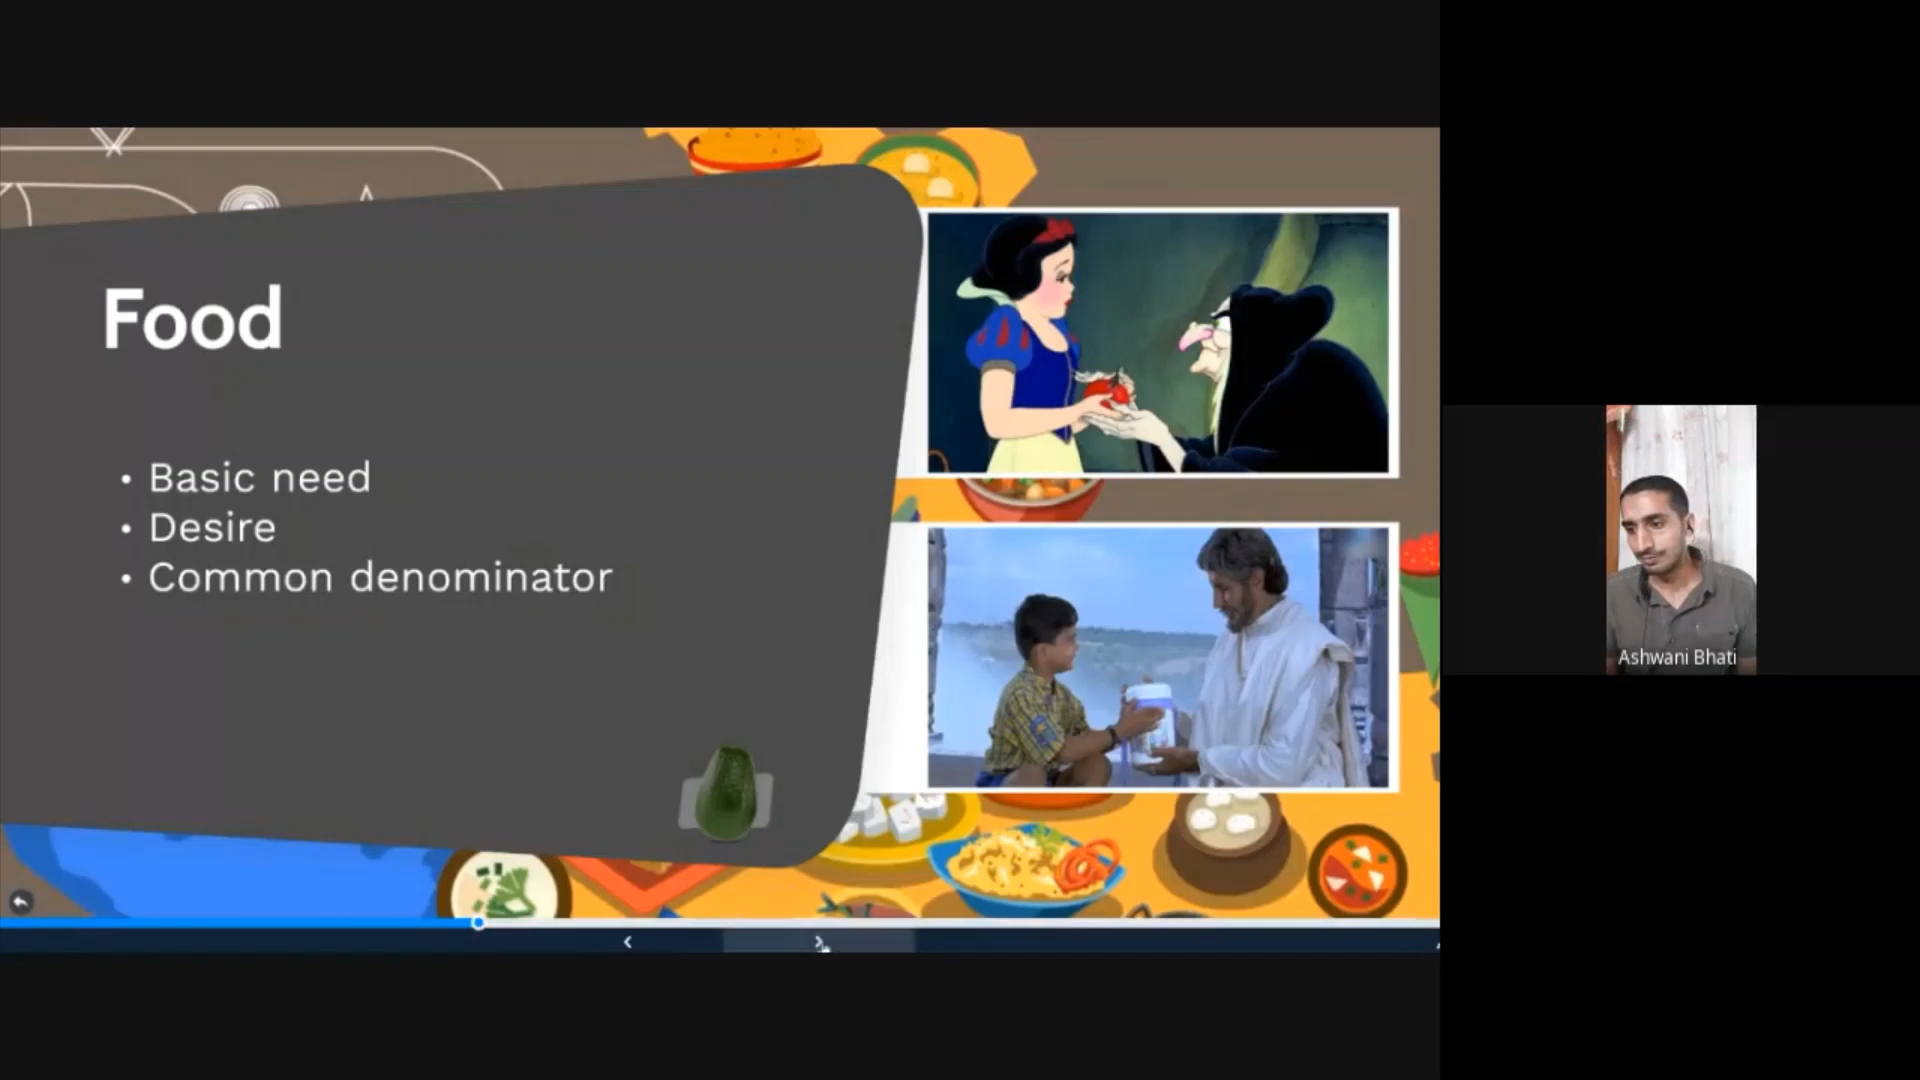 Food
• Basic need
• Desire
• Common denominator
Ashwani Bhati